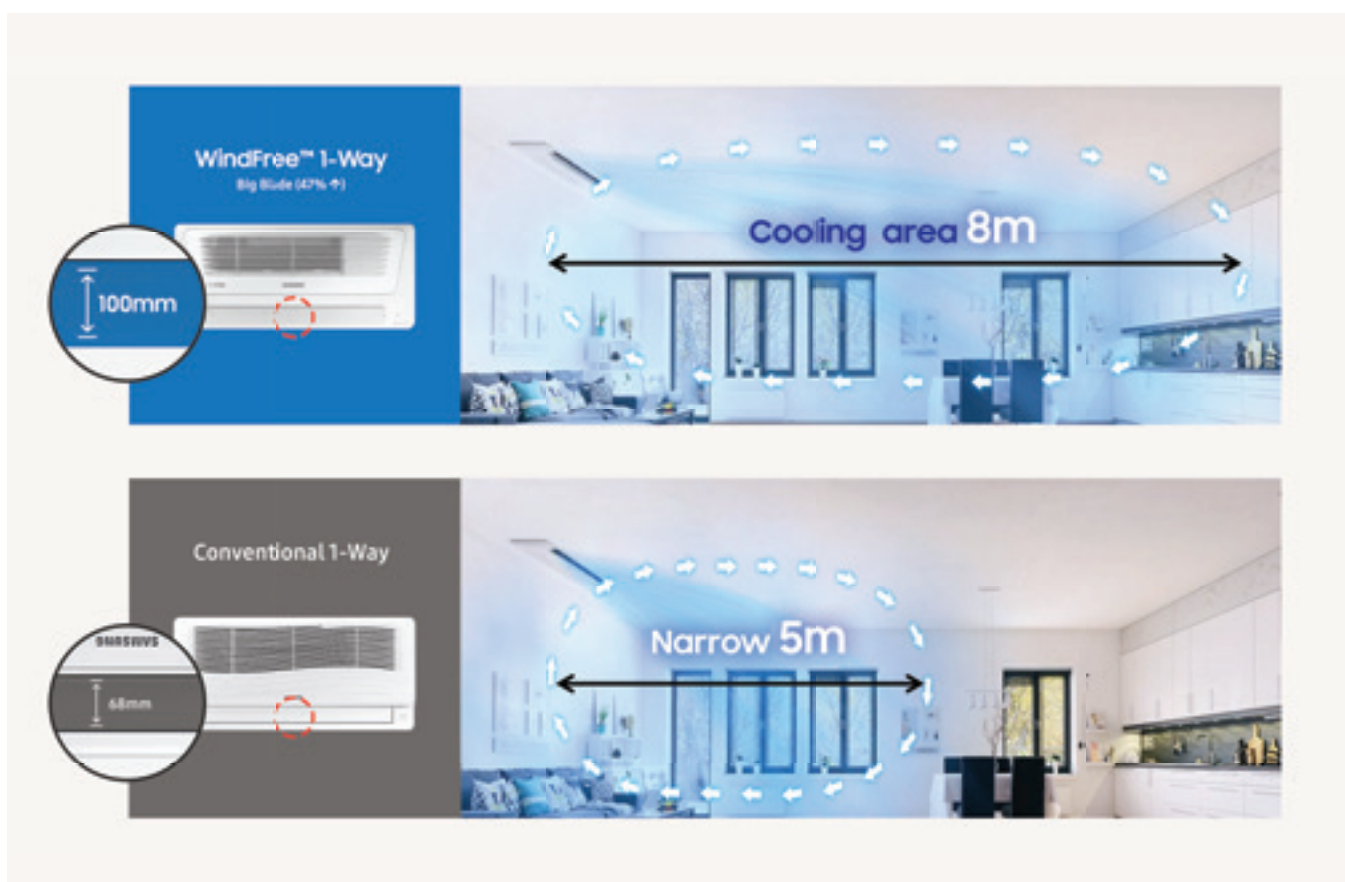 WindFree™ 1-Way
Big Blade (47% ↑)
100mm
Cooling area 8m
Conventional 1-Way
SAMSUNG
68mm
Narrow 5m